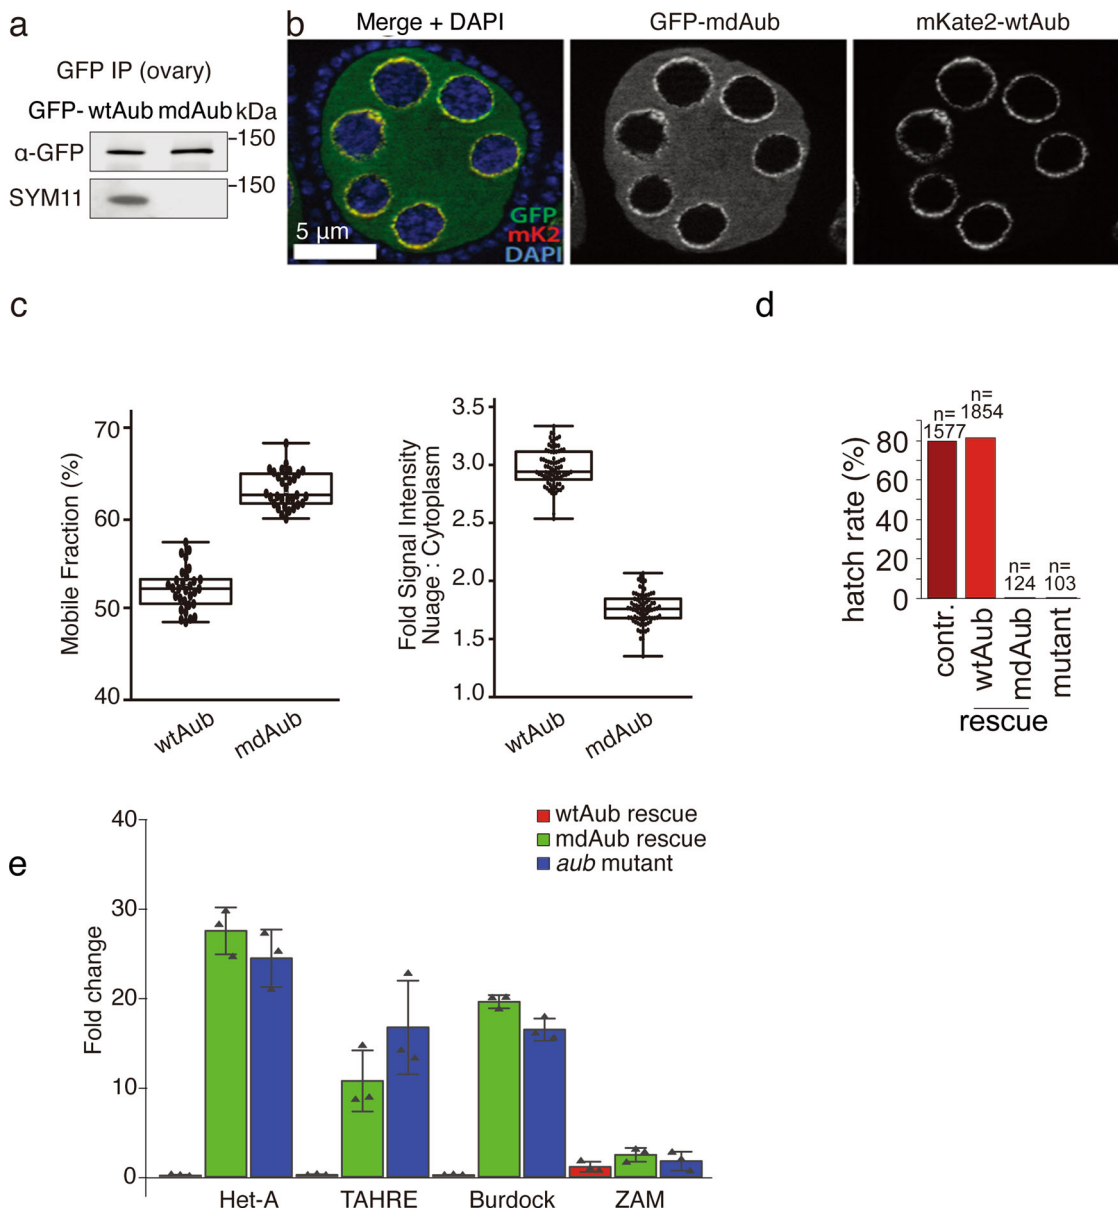 a
GFP IP (ovary)
GFP- wtAub mdAub kDa
α-GFP
-150
SYM11
-150
b
Merge + DAPI
GFP-mdAub
mKate2-wtAub
5 µm
GFP
mK2
DAPI
c
Mobile Fraction (%)
70
60
50
40
wtAub
mdAub
Fold Signal Intensity
Nuage : Cytoplasm
3.5
3.0
2.5
2.0
1.5
1.0
wtAub
mdAub
d
hatch rate (%)
80
60
40
20
0
n=
1577
n=
1854
n=
124
n=
103
contr.
wtAub
mdAub
mutant
rescue
e
wtAub rescue
mdAub rescue
aub mutant
Fold change
40
30
20
10
0
Het-A
TAHRE
Burdock
ZAM